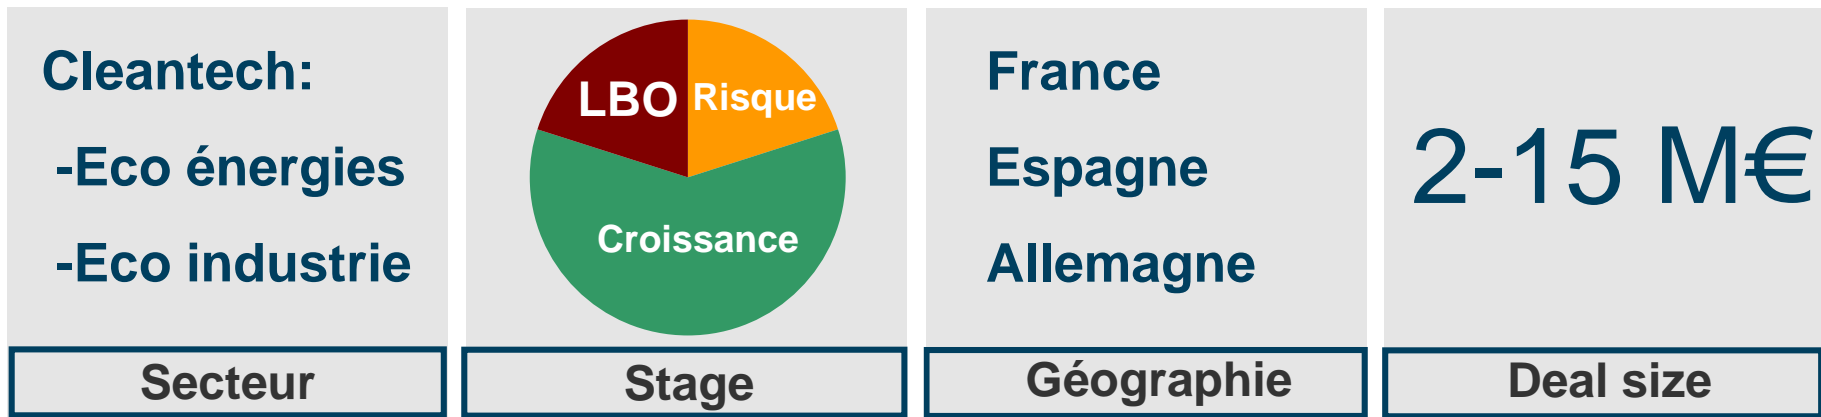 Cleantech:
-Eco énergies
-Eco industrie
Secteur
LBO
Risque
Croissance
Stage
France
Espagne
Allemagne
Géographie
2-15 M€
Deal size